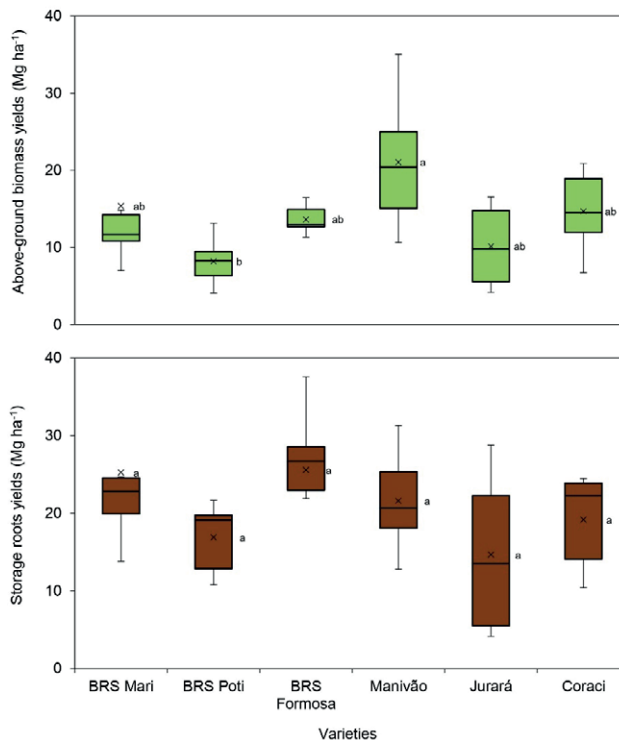 Above-ground biomass yields (Mg ha⁻¹)
40
30
20
10
0
ab
b
ab
a
ab
ab
Storage roots yields (Mg ha⁻¹)
40
30
20
10
0
a
a
a
a
a
a
BRS Mari
BRS Poti
BRS
Formosa
Manivão
Jurará
Coraci
Varieties